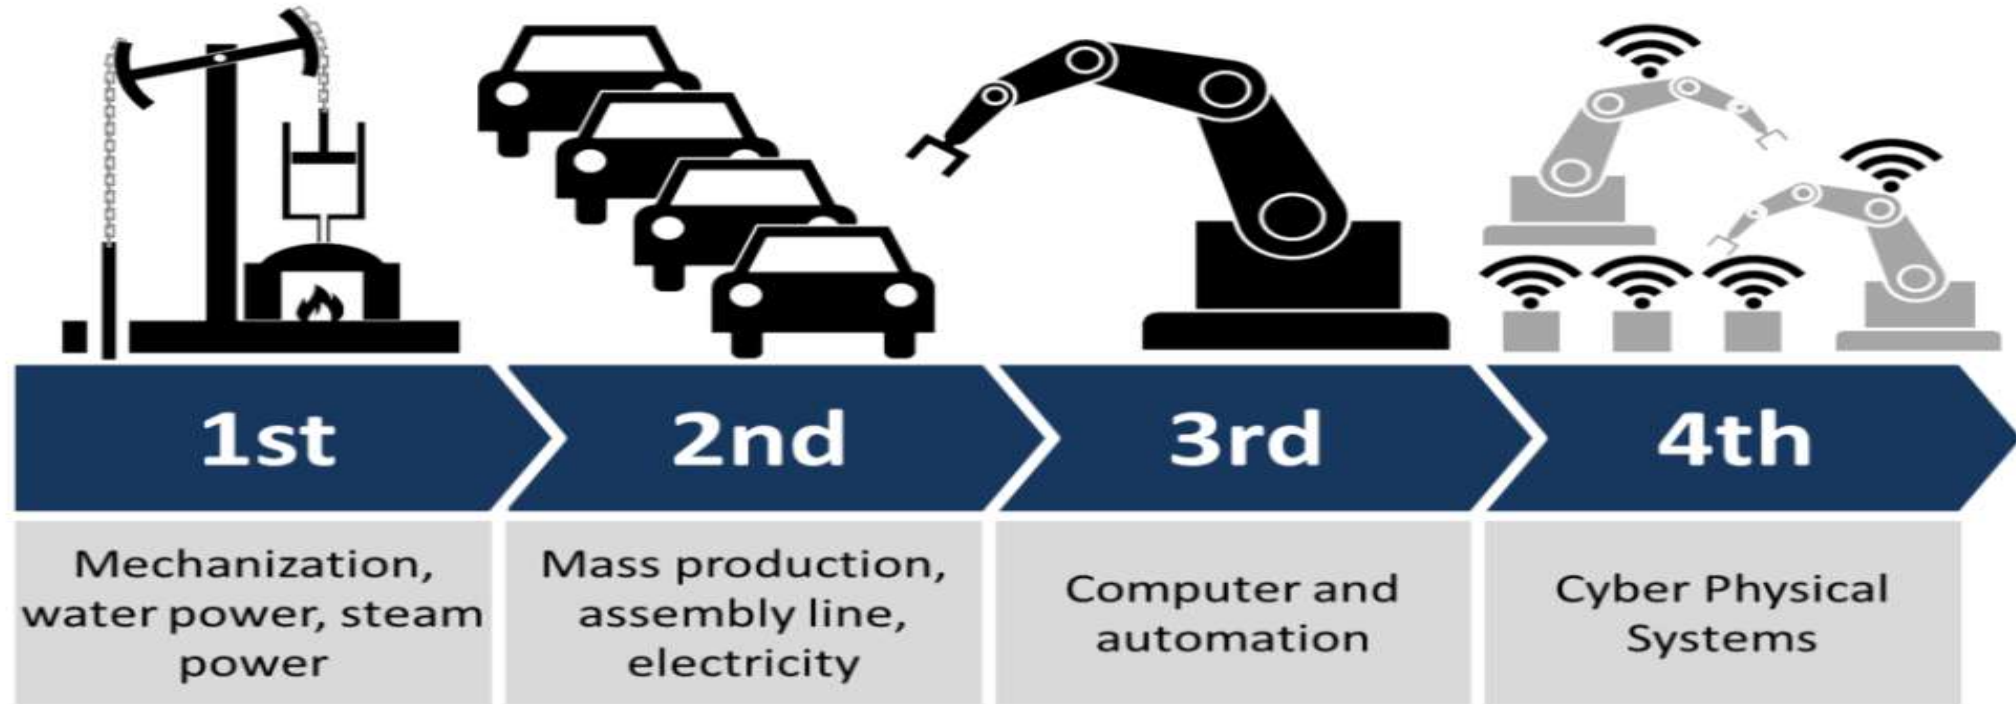 1st
2nd
3rd
4th
Mechanization,
water power, steam
power
Mass production,
assembly line,
electricity
Computer and
automation
Cyber Physical
Systems